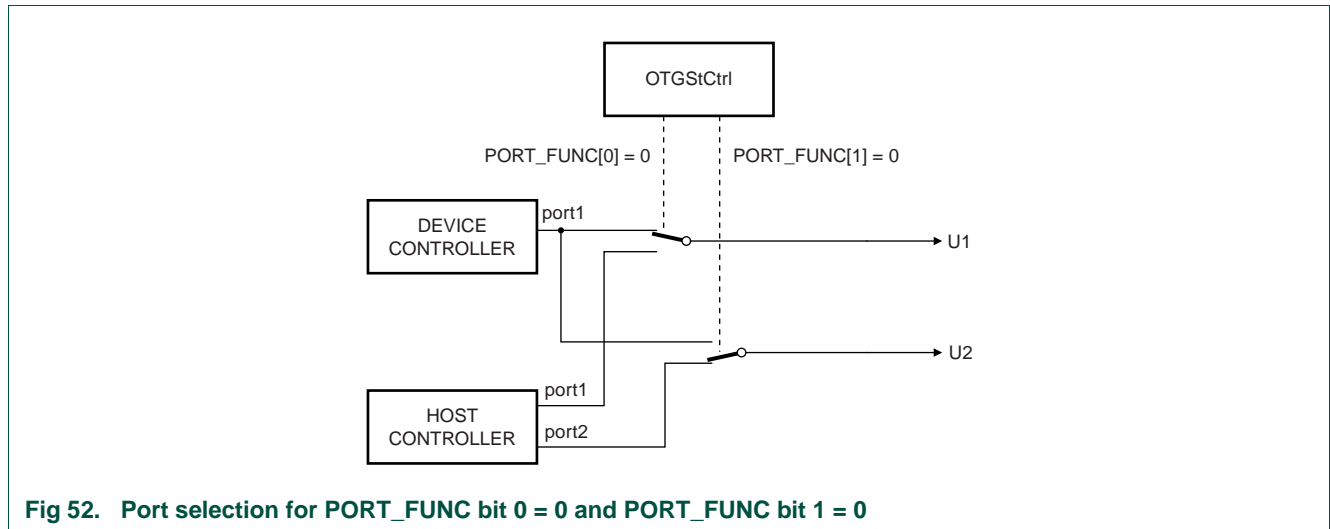 OTGStCtrl
PORT_FUNC[0] = 0
PORT_FUNC[1] = 0
DEVICE
CONTROLLER
port1
U1
U2
HOST
CONTROLLER
port1
port2
Fig 52. Port selection for PORT_FUNC bit 0 = 0 and PORT_FUNC bit 1 = 0